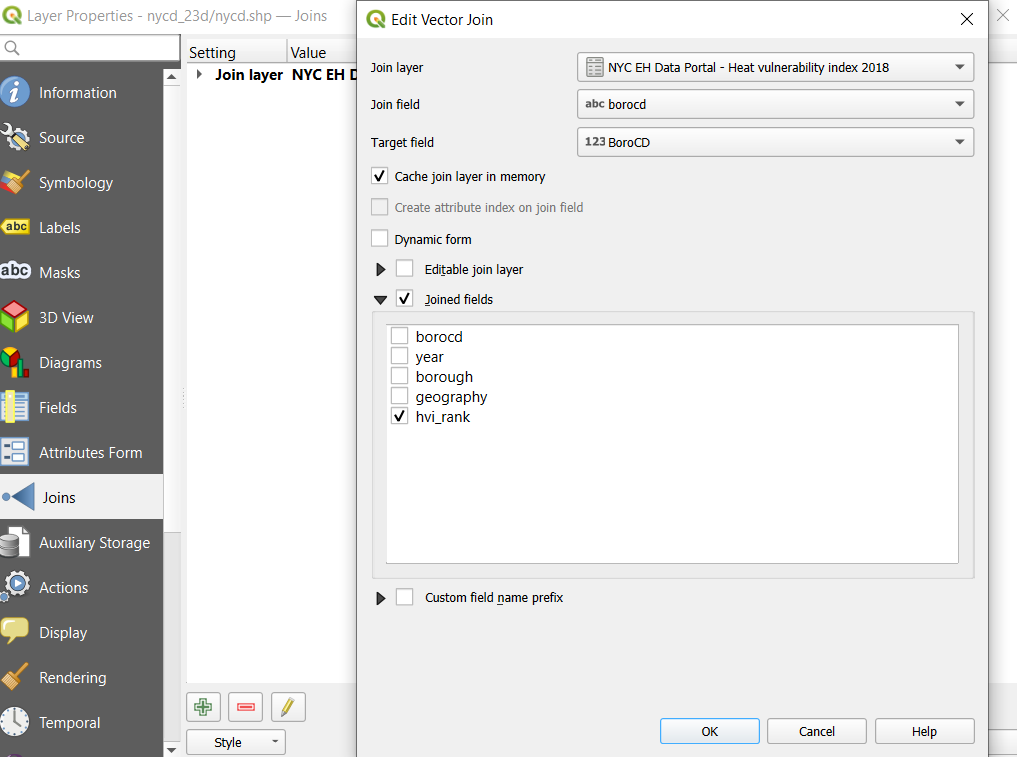 Layer Properties - nycd_23d/nycd.shp — Joins
Setting Value
Join layer NYC EH D
Information
Source
Symbology
abc Labels
abc Masks
3D View
Diagrams
Fields
Attributes Form
Joins
Auxiliary Storage
Actions
Display
Rendering
Temporal
Style
Edit Vector Join
Join layer NYC EH Data Portal - Heat vulnerability index 2018
Join field abc borocd
Target field 123 BoroCD
Cache join layer in memory
Create attribute index on join field
Dynamic form
Editable join layer
Joined fields
borocd
year
borough
geography
hvi_rank
Custom field name prefix
OK Cancel Help